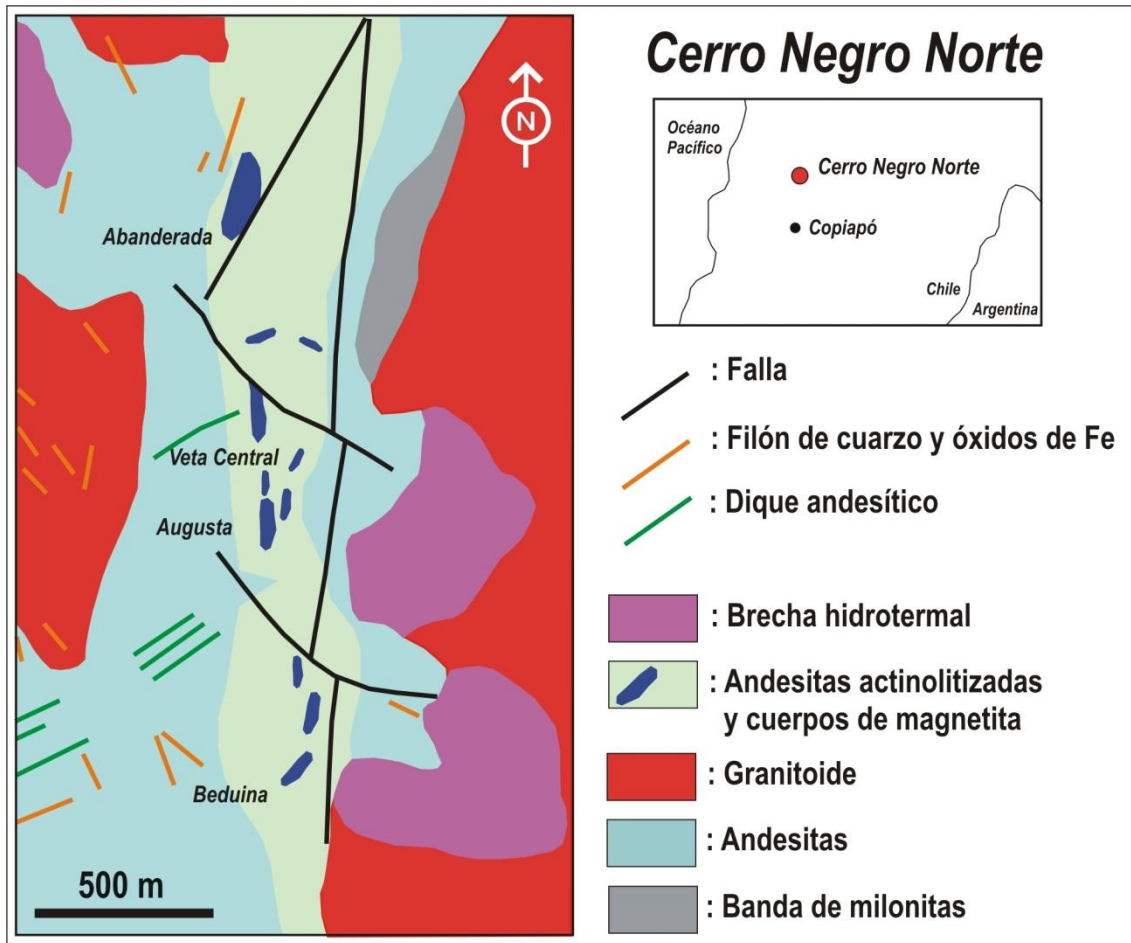 Cerro Negro Norte
N
Abanderada
Veta Central
Augusta
Beduina
500 m
Océano
Pacífico
Cerro Negro Norte
Copiapó
Chile
Argentina
: Falla
: Filón de cuarzo y óxidos de Fe
: Dique andesítico
: Brecha hidrotermal
: Andesitas actinolitizadas
y cuerpos de magnetita
: Granitoide
: Andesitas
: Banda de milonitas